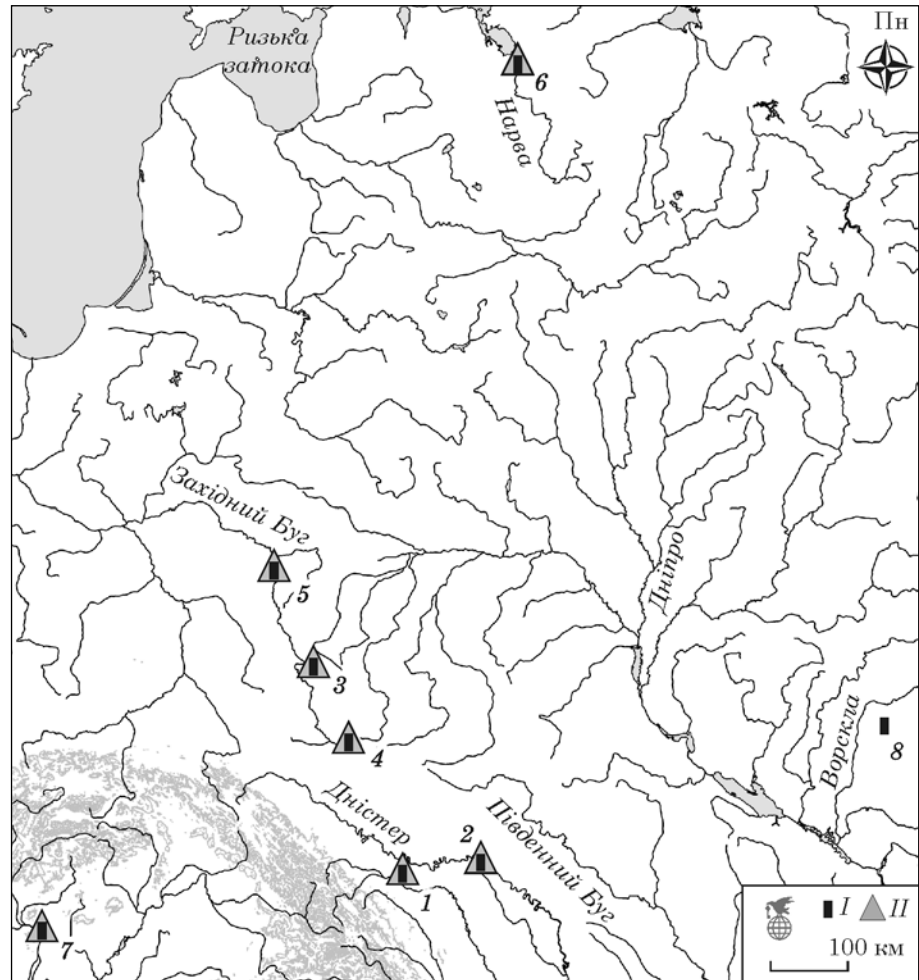 Ризька
затока
Пн
6
Нарва
Західний Буг
5
Дніпро
3
4
Ворскла
8
Дністер
2
Південний Буг
1
7
I II
100 км